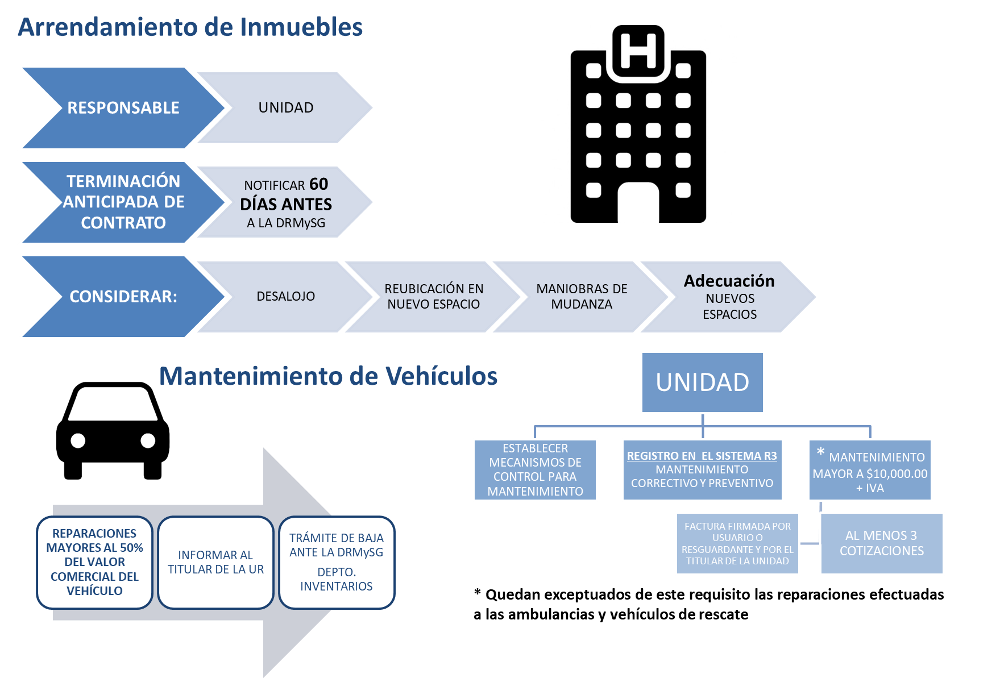 Arrendamiento de Inmuebles
H
RESPONSABLE
UNIDAD
TERMINACIÓN
ANTICIPADA DE
CONTRATO
NOTIFICAR 60
DÍAS ANTES
A LA DRMySG
CONSIDERAR:
DESALOJO
REUBICACIÓN EN
NUEVO ESPACIO
MANIOBRAS DE
MUDANZA
Adecuación
NUEVOS
ESPACIOS
Mantenimiento de Vehículos
REPARACIONES
MAYORES AL 50%
DEL VALOR
COMERCIAL DEL
VEHÍCULO
INFORMAR AL
TITULAR DE LA UR
TRÁMITE DE BAJA
ANTE LA DRMySG
DEPTO.
INVENTARIOS
UNIDAD
ESTABLECER
MECANISMOS DE
CONTROL PARA
MANTENIMIENTO
REGISTRO EN EL SISTEMA R3
MANTENIMIENTO
CORRECTIVO Y PREVENTIVO
* MANTENIMIENTO
MAYOR A $10,000.00
+ IVA
FACTURA FIRMADA POR
USUARIO O
RESGUARDANTE Y POR EL
TITULAR DE LA UNIDAD
AL MENOS 3
COTIZACIONES
* Quedan exceptuados de este requisito las reparaciones efectuadas
a las ambulancias y vehículos de rescate